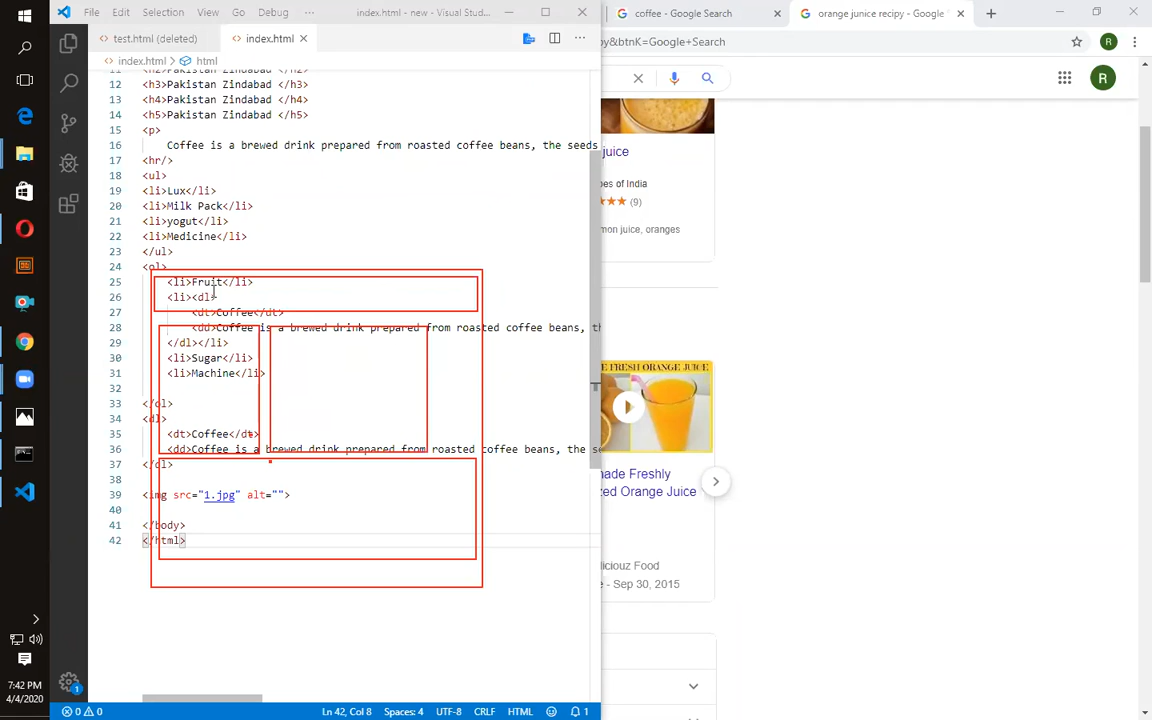 File Edit Selection View Go Debug ··· index.html - new - Visual Stud...
coffee - Google Search
orange junice recipy - Google
test.html (deleted) index.html
index.html > html
y&btnK=Google+Search
R
R
12 <h3>Pakistan Zindabad </h3>
13 <h4>Pakistan Zindabad </h4>
14 <h5>Pakistan Zindabad </h5>
15 <p>
16 Coffee is a brewed drink prepared from roasted coffee beans, the seeds
17 <hr/>
18 <ul>
19 <li>Lux</li>
20 <li>Milk Pack</li>
21 <li>yogut</li>
22 <li>Medicine</li>
23 </ul>
24 <ol>
25 <li>Fruit</li>
26 <li><dl>
27 <dt>Coffee</dt>
28 <dd>Coffee is a brewed drink prepared from roasted coffee beans, th
29 </dl></li>
30 <li>Sugar</li>
31 <li>Machine</li>
32
33 </ol>
34 <dl>
35 <dt>Coffee</dt>
36 <dd>Coffee is a brewed drink prepared from roasted coffee beans, the se
37 </dl>
38
39 <img src="1.jpg" alt="">
40
41 </body>
42 </html>
juice
es of India
(9)
mon juice, oranges
E FRESH ORANGE JUICE
ade Freshly
zed Orange Juice
liciouz Food
- Sep 30, 2015
7:42 PM
4/4/2020
1
0 0 Ln 42, Col 8 Spaces: 4 UTF-8 CRLF HTML 1